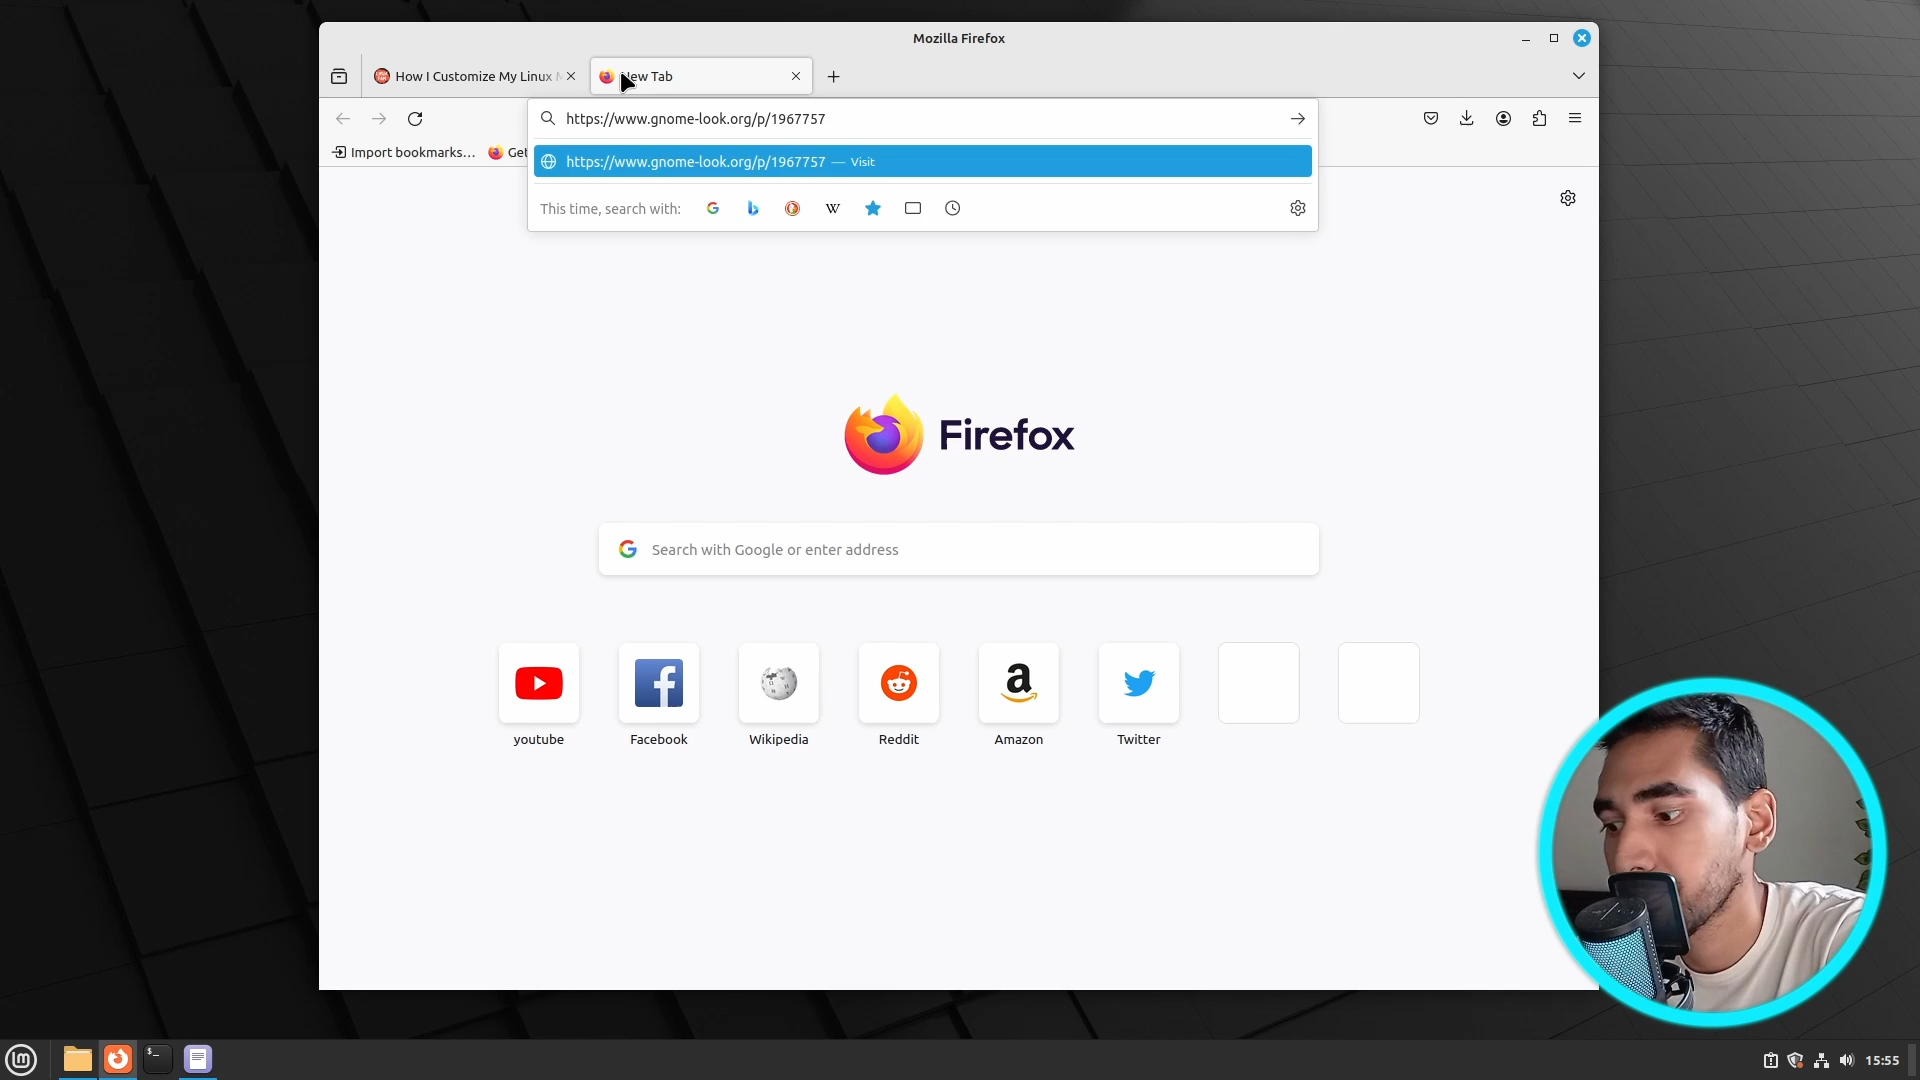 Mozilla Firefox
How I Customize My Linux
New Tab
https://www.gnome-look.org/p/1967757
Import bookmarks...
Get
https://www.gnome-look.org/p/1967757 — Visit
This time, search with:
Firefox
Search with Google or enter address
youtube
Facebook
Wikipedia
Reddit
Amazon
Twitter
15:55